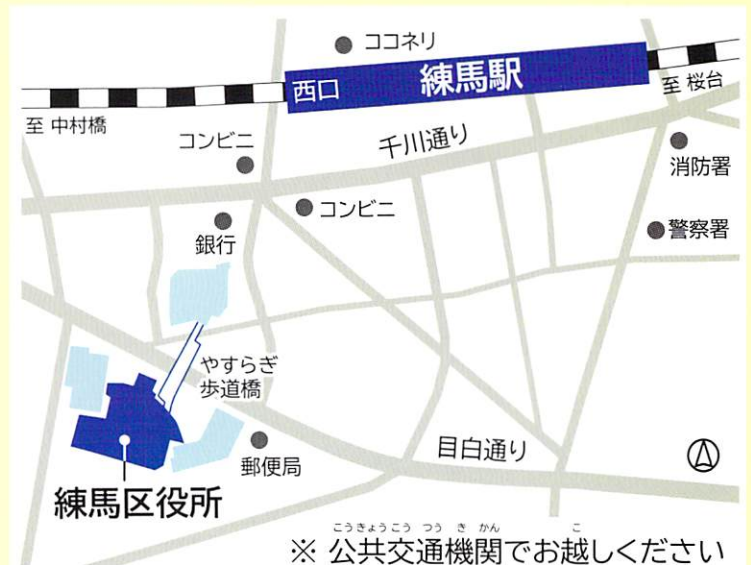 ココネリ
西口 練馬駅
至 桜台
至 中村橋
コンビニ
千川通り
消防署
コンビニ
銀行
警察署
やすらぎ
歩道橋
目白通り
郵便局
練馬区役所
こうきょうこう つう き かん こ
※ 公共交通機関でお越しください